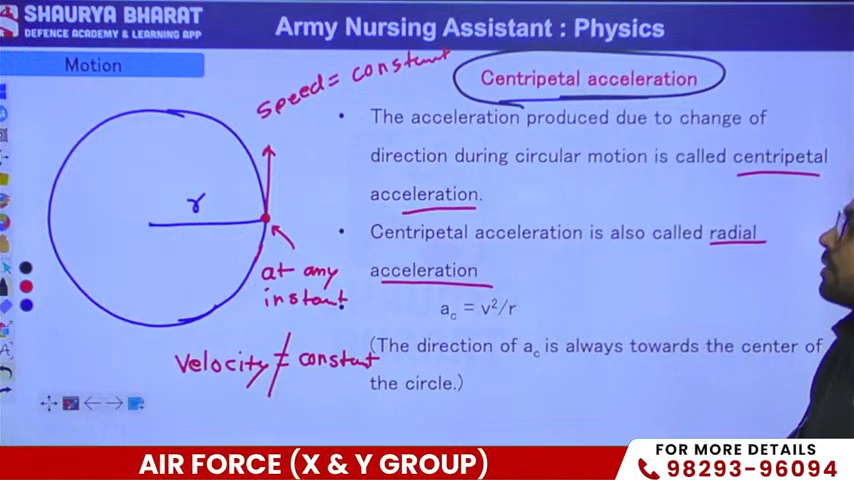 SHAURYA BHARAT
DEFENCE ACADEMY & LEARNING APP
Army Nursing Assistant : Physics
Motion
speed = constant
Centripetal acceleration
• The acceleration produced due to change of
direction during circular motion is called centripetal
acceleration.
r
• Centripetal acceleration is also called radial
acceleration
at any
instant
a꜀ = v²/r
velocity ≠ constant
(The direction of a꜀ is always towards the center of
the circle.)
AIR FORCE (X & Y GROUP)
FOR MORE DETAILS
98293-96094